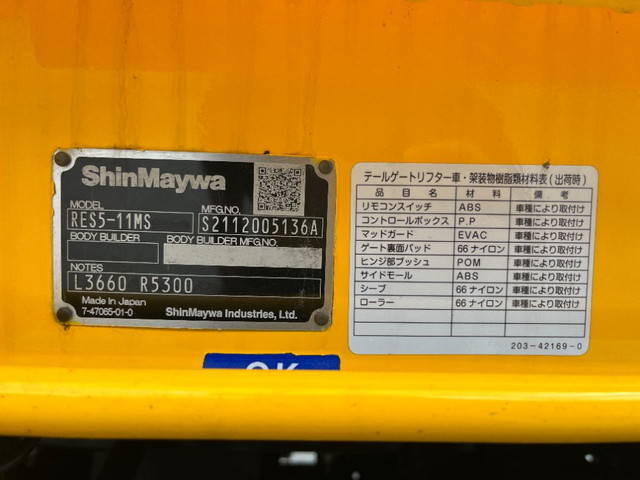 ShinMaywa
MODEL
RES5-11MS
MFG.NO.
S2112005136A
BODY BUILDER
BODY BUILDER MFG.NO.
NOTES
L3660 R5300
Made in Japan
7-47065-01-0
ShinMaywa Industries, Ltd.
テールゲートリフター車・架装物樹脂類材料表(出荷時)
品 目 名 材 料 備 考
リモコンスイッチ ABS 車種により取付け
コントロールボックス P.P 車種により取付け
マッドガード EVAC 車種により取付け
ゲート裏面パッド 66ナイロン 車種により取付け
ヒンジ部ブッシュ POM 車種により取付け
サイドモール ABS 車種により取付け
シーブ 66ナイロン 車種により取付け
ローラー 66ナイロン 車種により取付け
203-42169-0
OK